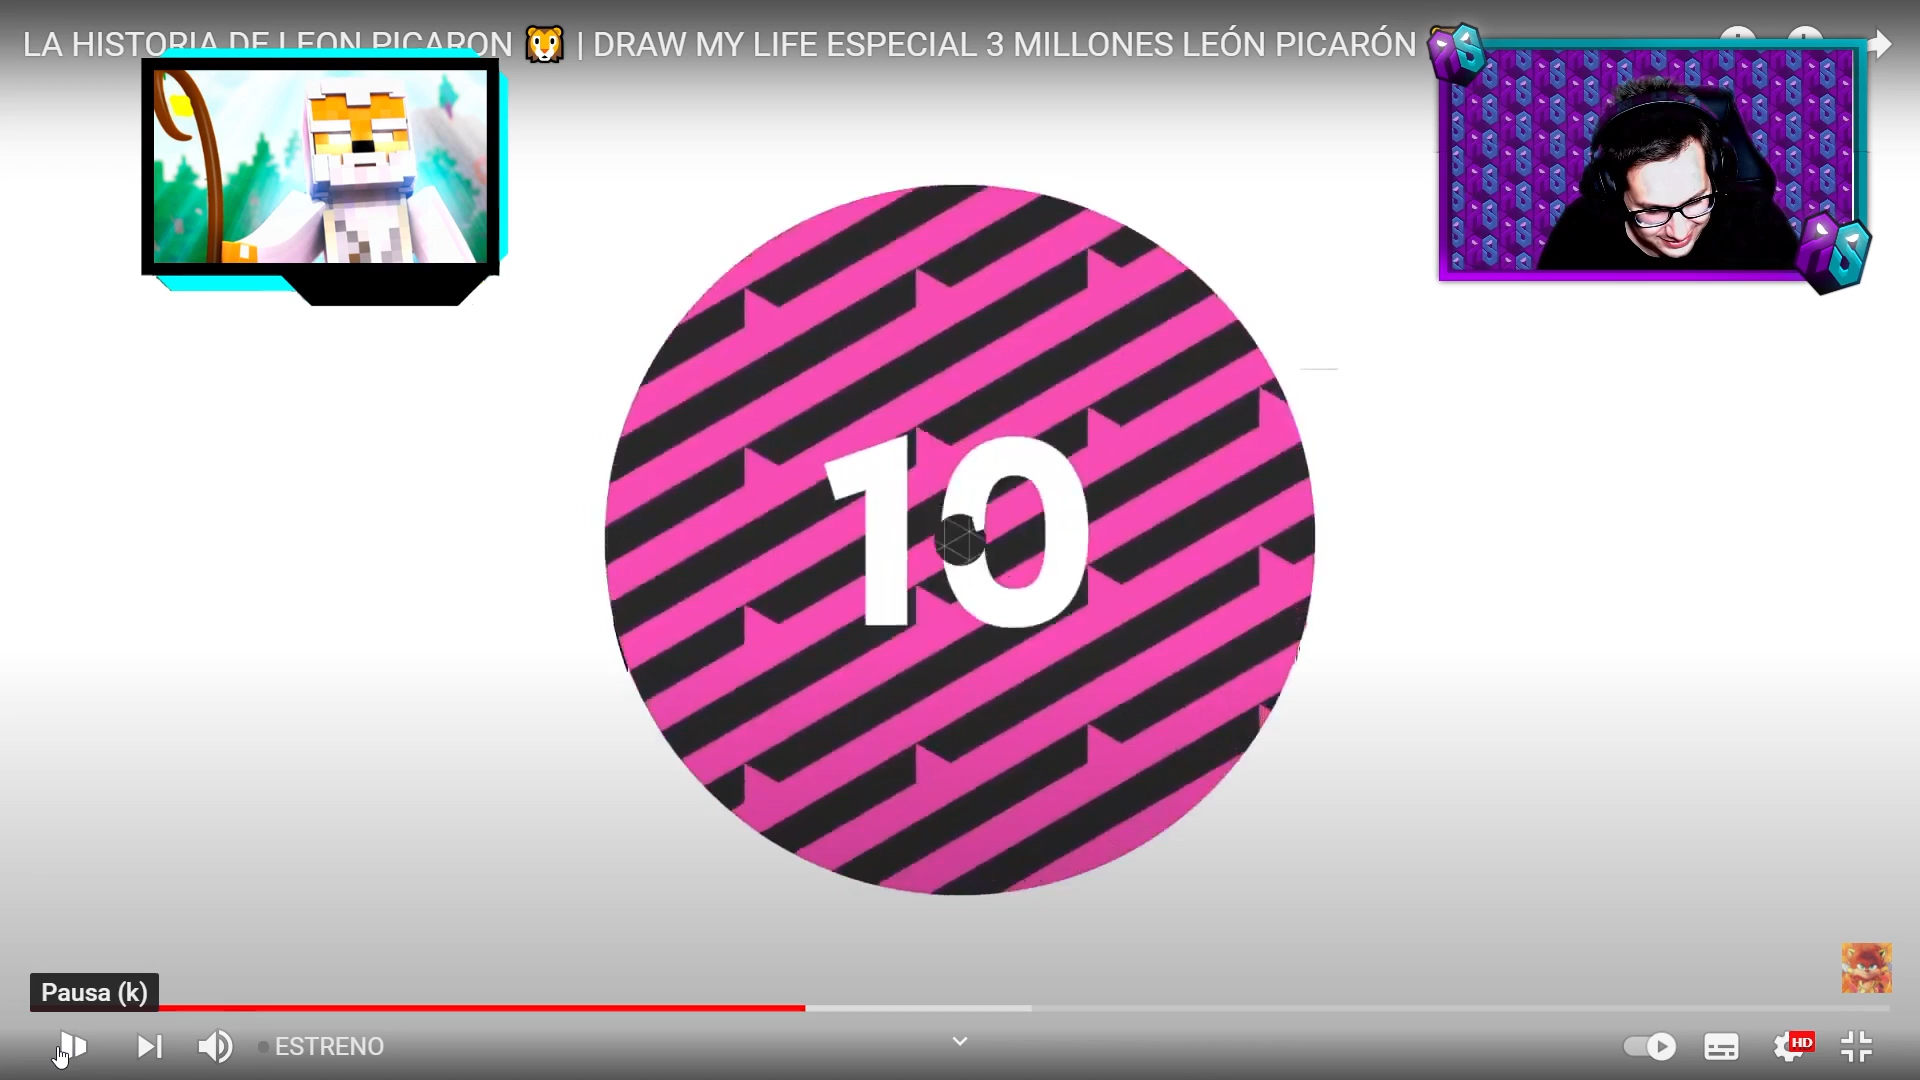 LA HISTORIA DE LEON PICARON 🦁 | DRAW MY LIFE ESPECIAL 3 MILLONES LEÓN PICARÓN
10
Pausa (k)
ESTRENO
HD